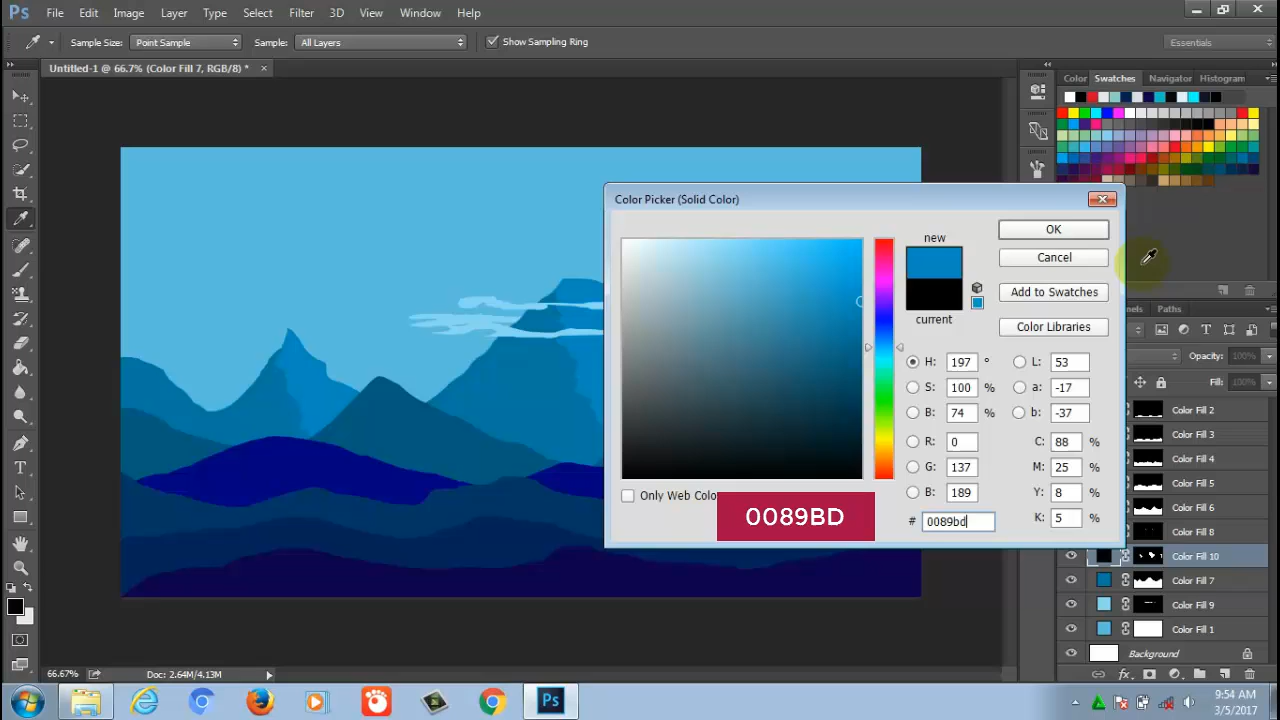 Ps File Edit Image Layer Type Select Filter 3D View Window Help
Sample Size: Point Sample Sample: All Layers Show Sampling Ring Essentials
Untitled-1 @ 66.7% (Color Fill 7, RGB/8) * ×
Color Swatches Navigator Histogram
Color Picker (Solid Color)
new
current
OK
Cancel
Add to Swatches
Color Libraries
H: 197 °
S: 100 %
B: 74 %
R: 0
G: 137
B: 189
# 0089bd
L: 53
a: -17
b: -37
C: 88 %
M: 25 %
Y: 8 %
K: 5 %
Only Web Colo
0089BD
nels Paths
Opacity: 100%
Fill: 100%
Color Fill 2
Color Fill 3
Color Fill 4
Color Fill 5
Color Fill 6
Color Fill 8
Color Fill 10
Color Fill 7
Color Fill 9
Color Fill 1
Background
66.67% Doc: 2.64M/4.13M
Ps
9:54 AM
3/5/2017